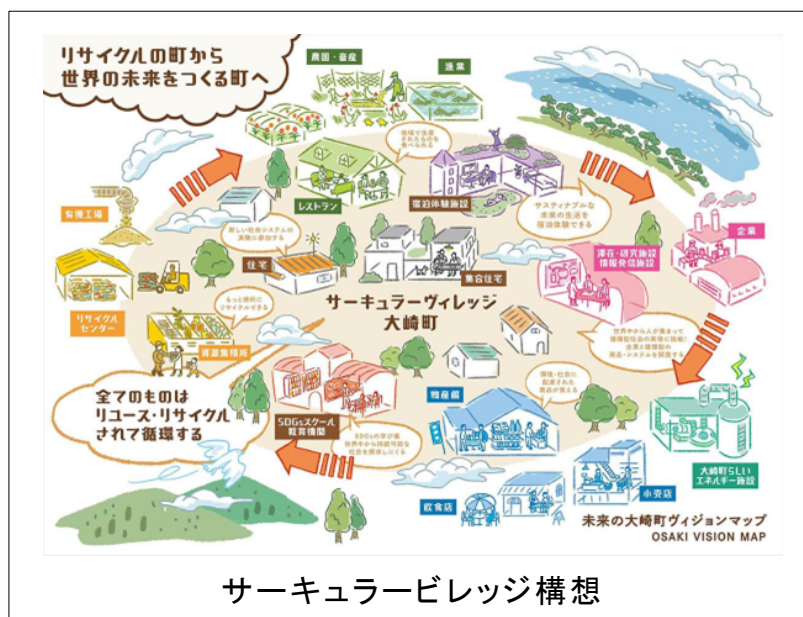 リサイクルの町から
世界の未来をつくる町へ
農園・畜産
漁業
地域で生産
されたものを
食べられる
レストラン
宿泊体験施設
サスティナブルな
未来の生活を
宿泊体験できる
有機工場
新しい社会システムの
実験に参加する
住宅
集合住宅
滞在・研究施設
情報発信施設
企業
リサイクル
センター
もっと便利に
リサイクルできる
資源集積所
サーキュラーヴィレッジ
大崎町
世界中から人が集まって
循環型社会の実現に挑戦!
企業と循環型の
商品・システムを開発する
全てのものは
リユース・リサイクル
されて循環する
SDGsスクール
教育機関
SDGsの学び場
世界中から持続可能な
社会を探求しにくる
物産館
環境・社会に
配慮された
商品が買える
大崎町らしい
エネルギー施設
飲食店
小売店
未来の大崎町ヴィジョンマップ
OSAKI VISION MAP
サーキュラービレッジ構想